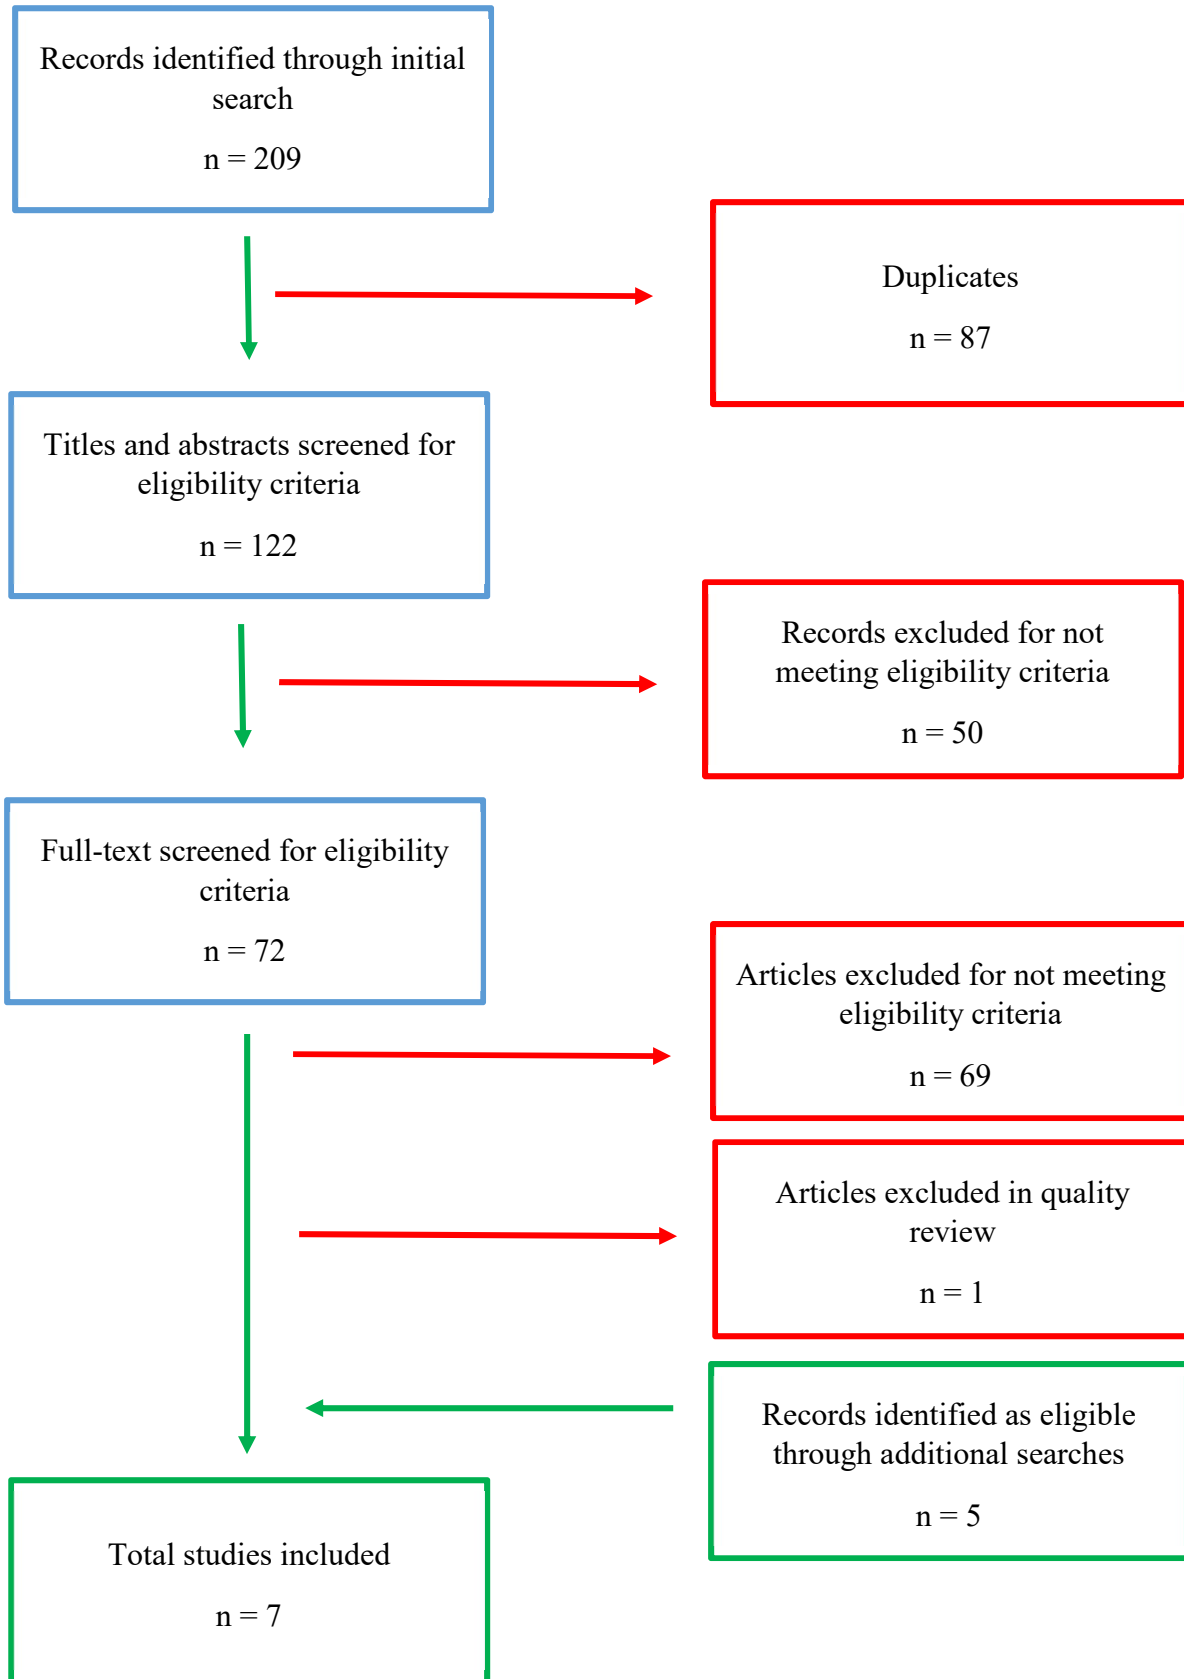 Records identified through initial
search
n = 209
Duplicates
n = 87
Titles and abstracts screened for
eligibility criteria
n = 122
Records excluded for not
meeting eligibility criteria
n = 50
Full-text screened for eligibility
criteria
n = 72
Articles excluded for not meeting
eligibility criteria
n = 69
Articles excluded in quality
review
n = 1
Records identified as eligible
through additional searches
n = 5
Total studies included
n = 7